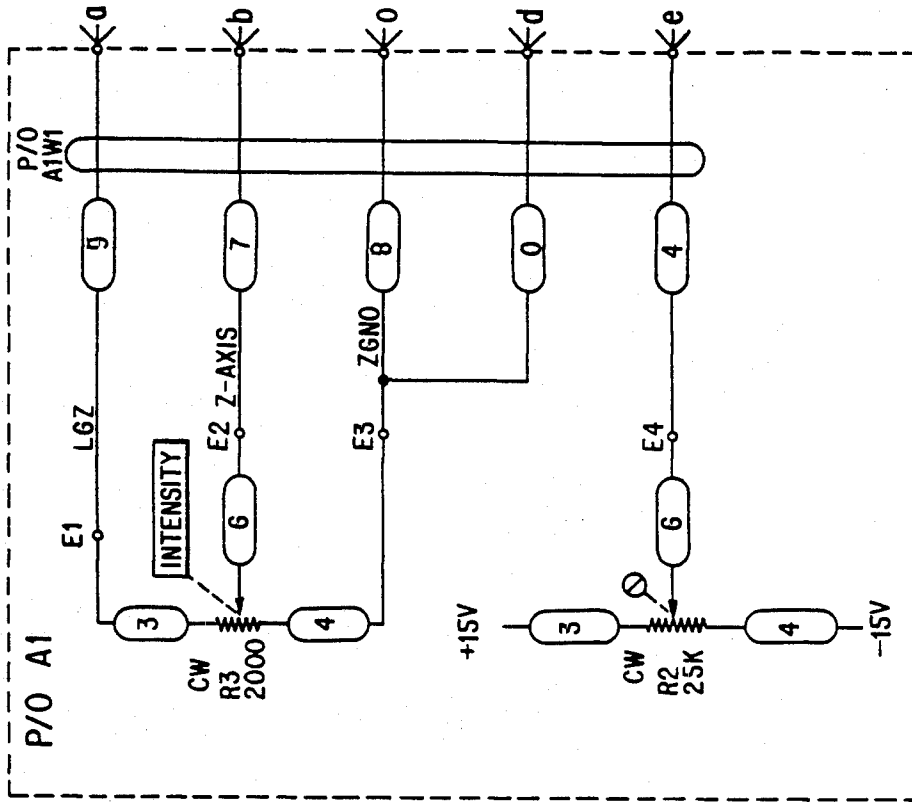 P/O A1
P/O
A1W1
a
E1
LGZ
9
b
INTENSITY
3
CW
R3
2000
6
E2
Z-AXIS
7
c
4
E3
ZGND
8
d
0
e
+15V
3
CW
R2
25K
6
E4
4
4
-15V